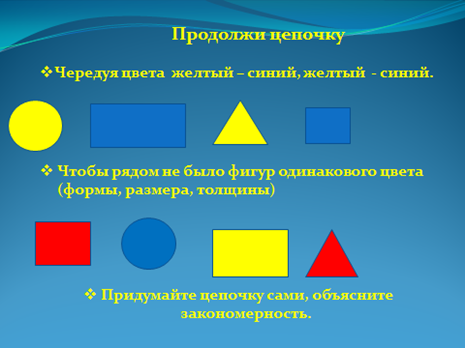 Продолжи цепочку
❖Чередуя цвета желтый – синий, желтый - синий.
❖ Чтобы рядом не было фигур одинакового цвета
(формы, размера, толщины)
❖ Придумайте цепочку сами, объясните
закономерность.